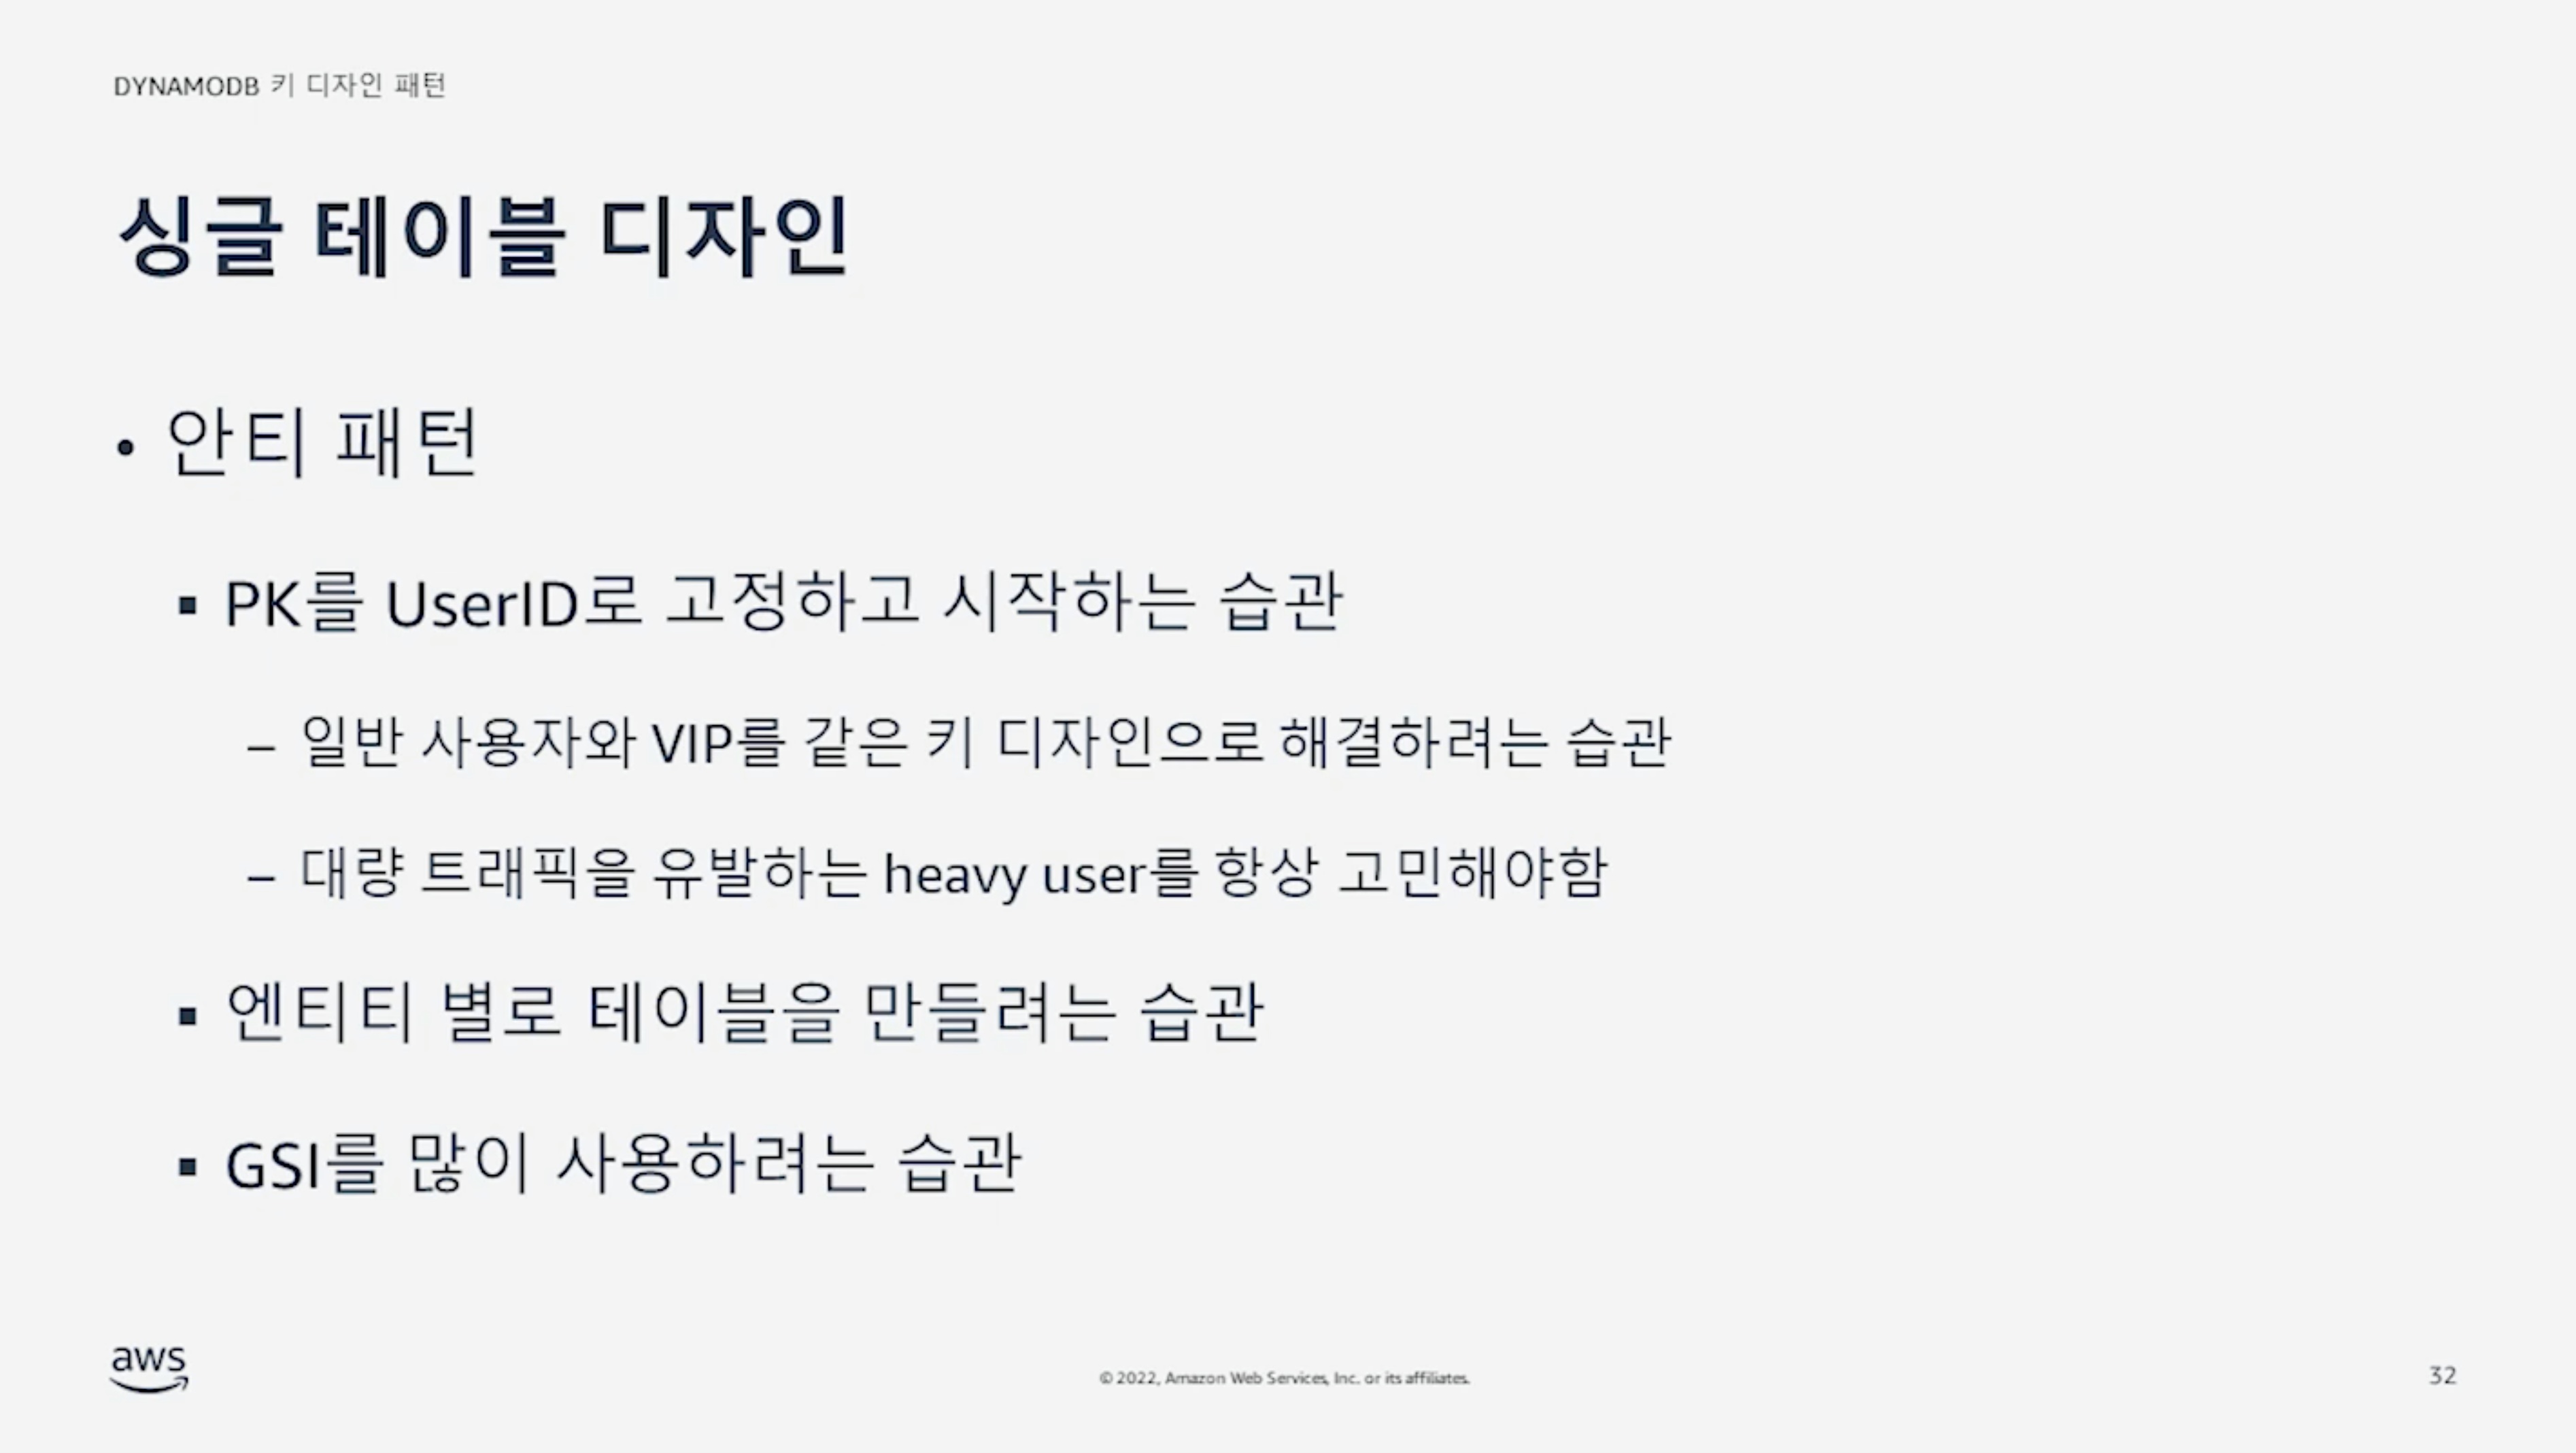 DYNAMODB 키 디자인 패턴
싱글 테이블 디자인
• 안티 패턴
▪ PK를 UserID로 고정하고 시작하는 습관
– 일반 사용자와 VIP를 같은 키 디자인으로 해결하려는 습관
– 대량 트래픽을 유발하는 heavy user를 항상 고민해야함
▪ 엔티티 별로 테이블을 만들려는 습관
▪ GSI를 많이 사용하려는 습관
aws
© 2022, Amazon Web Services, Inc. or its affiliates.
32